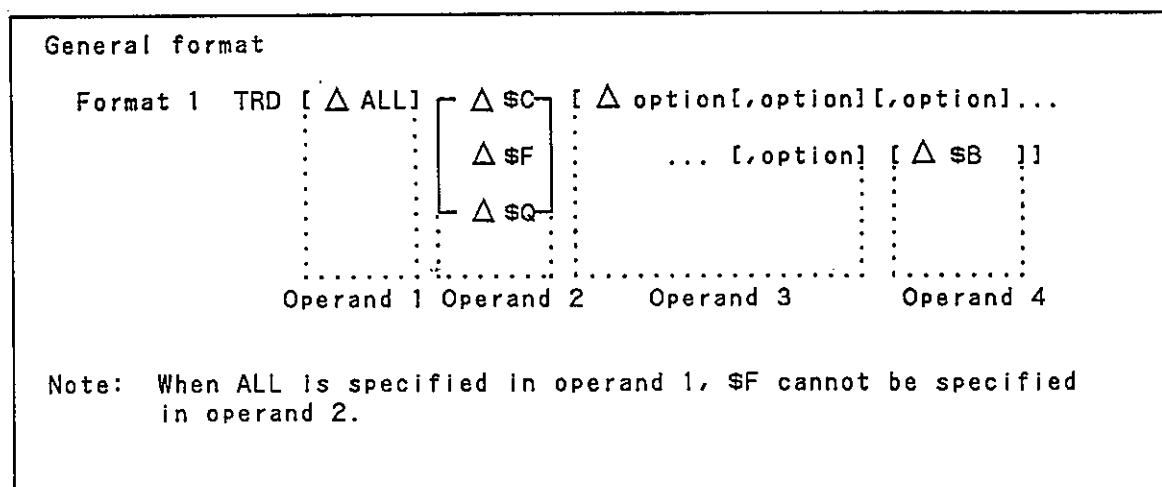 General format
Format 1 TRD [ △ ALL] [ △ $C ] [ △ option[,option][,option]...
△ $F ... [,option] [ △ $B ]]
△ $Q
Operand 1 Operand 2 Operand 3 Operand 4
Note: When ALL is specified in operand 1, $F cannot be specified
in operand 2.